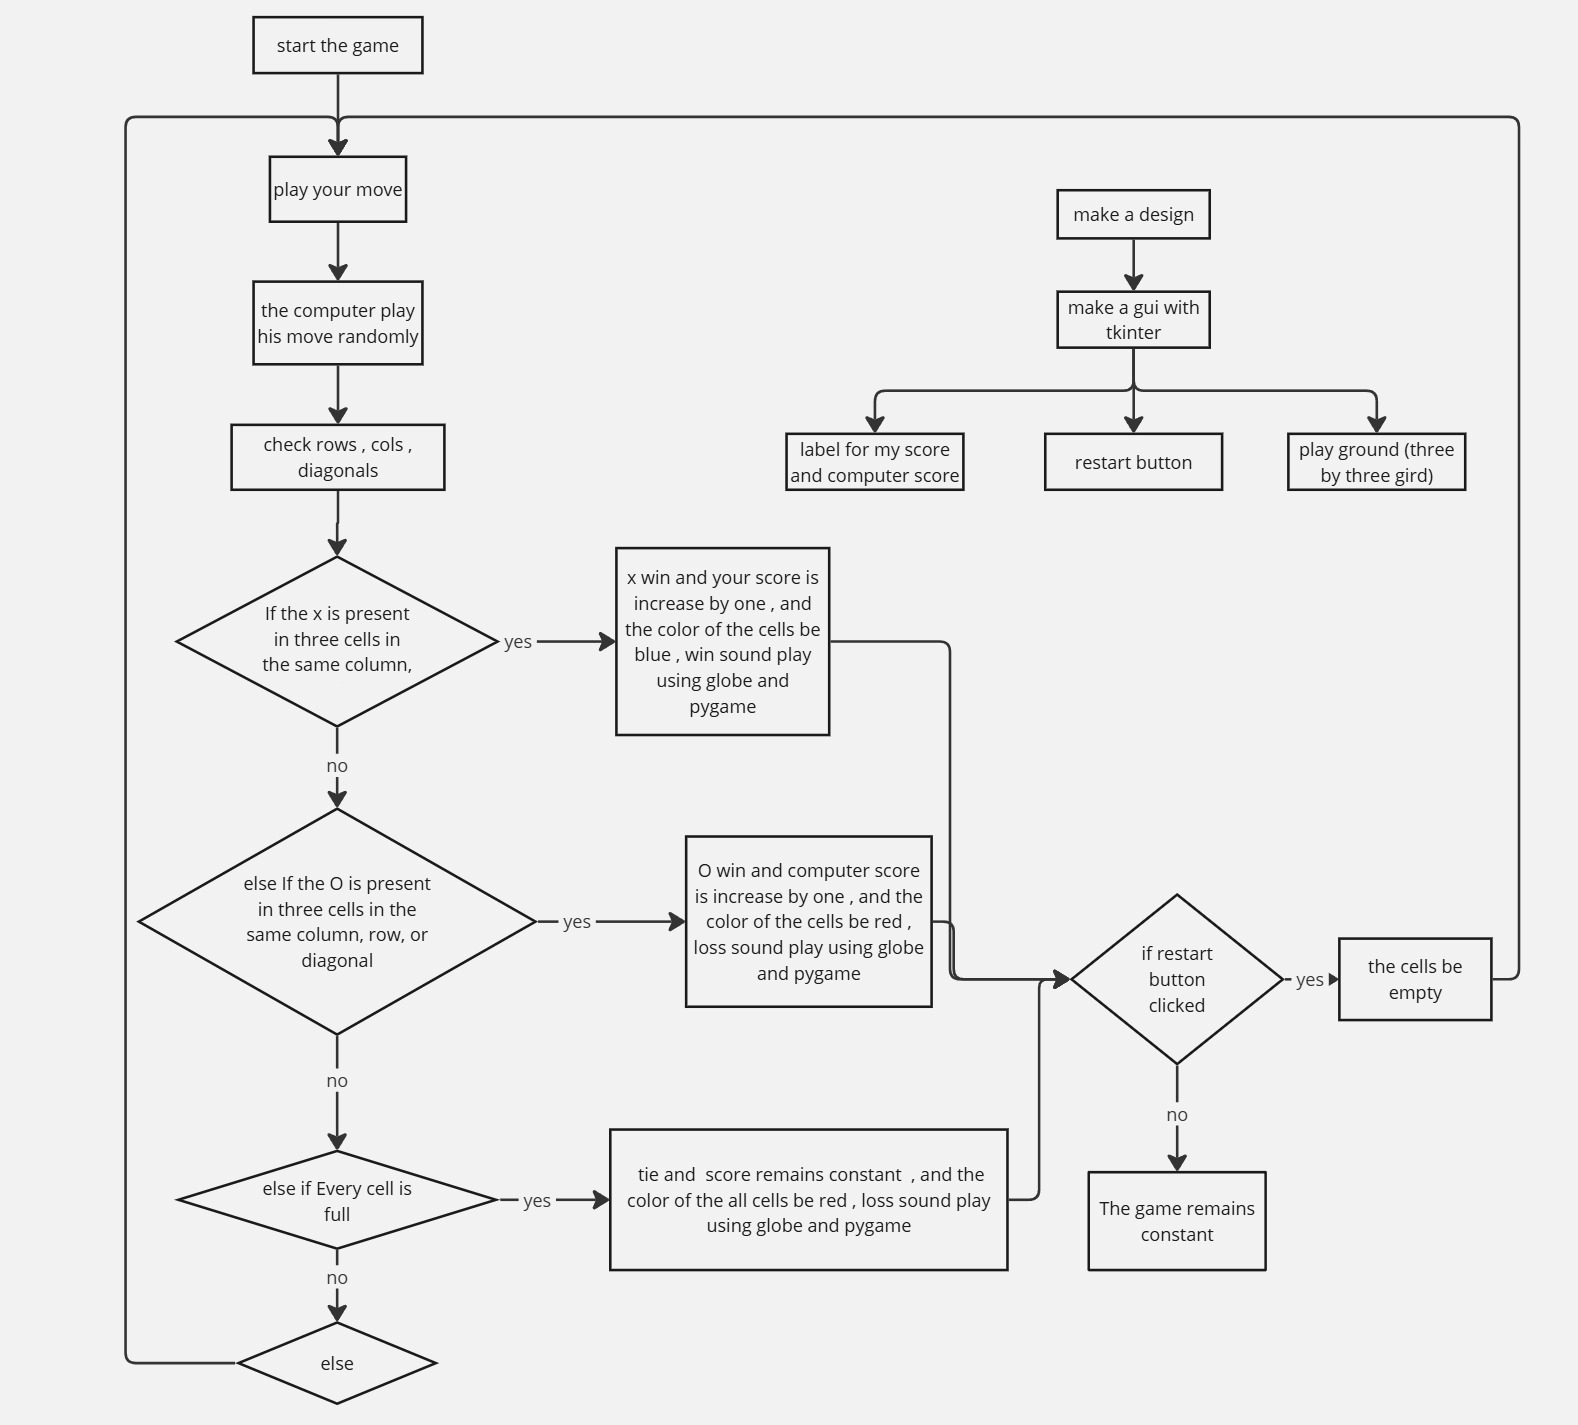 start the game
play your move
the computer play
his move randomly
check rows , cols ,
diagonals
If the x is present
in three cells in
the same column,
yes
x win and your score is
increase by one , and
the color of the cells be
blue , win sound play
using globe and
pygame
no
else If the O is present
in three cells in the
same column, row, or
diagonal
yes
O win and computer score
is increase by one , and the
color of the cells be red ,
loss sound play using globe
and pygame
no
else if Every cell is
full
yes
tie and  score remains constant  , and the
color of the all cells be red , loss sound play
using globe and pygame
no
else
make a design
make a gui with
tkinter
label for my score
and computer score
restart button
play ground (three
by three gird)
if restart
button
clicked
yes
the cells be
empty
no
The game remains
constant